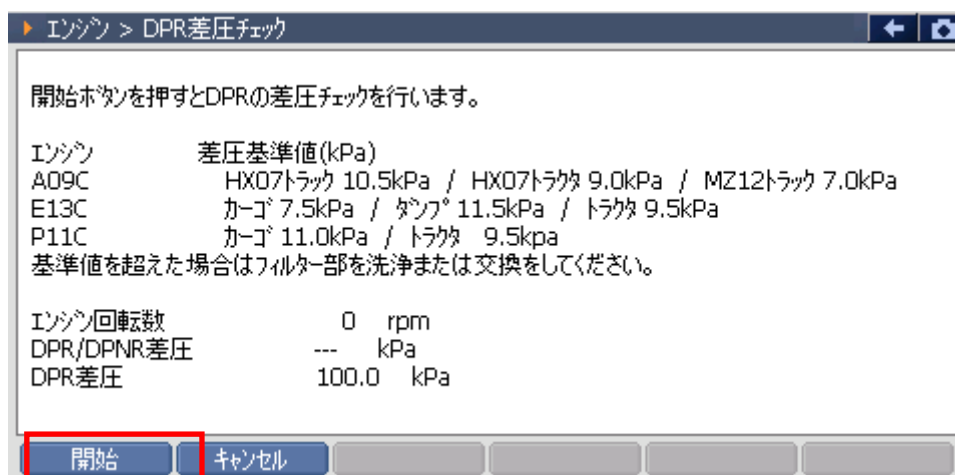 エンジン > DPR差圧チェック
開始ボタンを押すとDPRの差圧チェックを行います。
エンジン 差圧基準値(kPa)
A09C HX07トラック 10.5kPa / HX07トラクタ 9.0kPa / MZ12トラック 7.0kPa
E13C カーゴ 7.5kPa / ダンプ 11.5kPa / トラクタ 9.5kPa
P11C カーゴ 11.0kPa / トラクタ 9.5kpa
基準値を超えた場合はフィルター部を洗浄または交換をしてください。
エンジン回転数 0 rpm
DPR/DPNR差圧 --- kPa
DPR差圧 100.0 kPa
開始 キャンセル